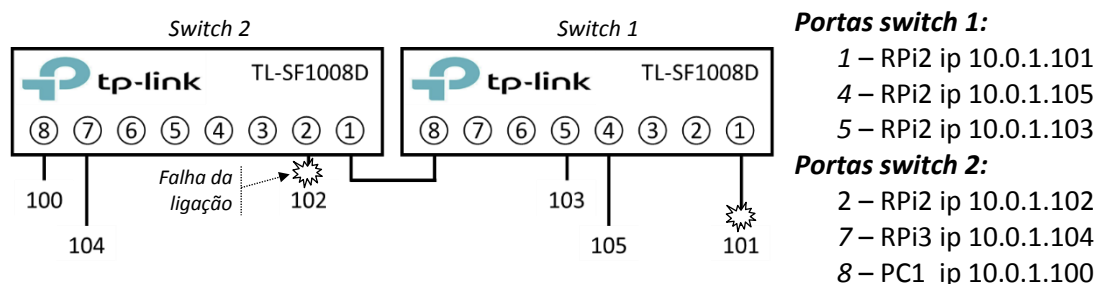 Switch 2
Switch 1
tp-link TL-SF1008D
tp-link TL-SF1008D
8 7 6 5 4 3 2 1
8 7 6 5 4 3 2 1
Falha da
ligação
100
102
103
104
105
101
Portas switch 1:
1 – RPi2 ip 10.0.1.101
4 – RPi2 ip 10.0.1.105
5 – RPi2 ip 10.0.1.103
Portas switch 2:
2 – RPi2 ip 10.0.1.102
7 – RPi3 ip 10.0.1.104
8 – PC1 ip 10.0.1.100